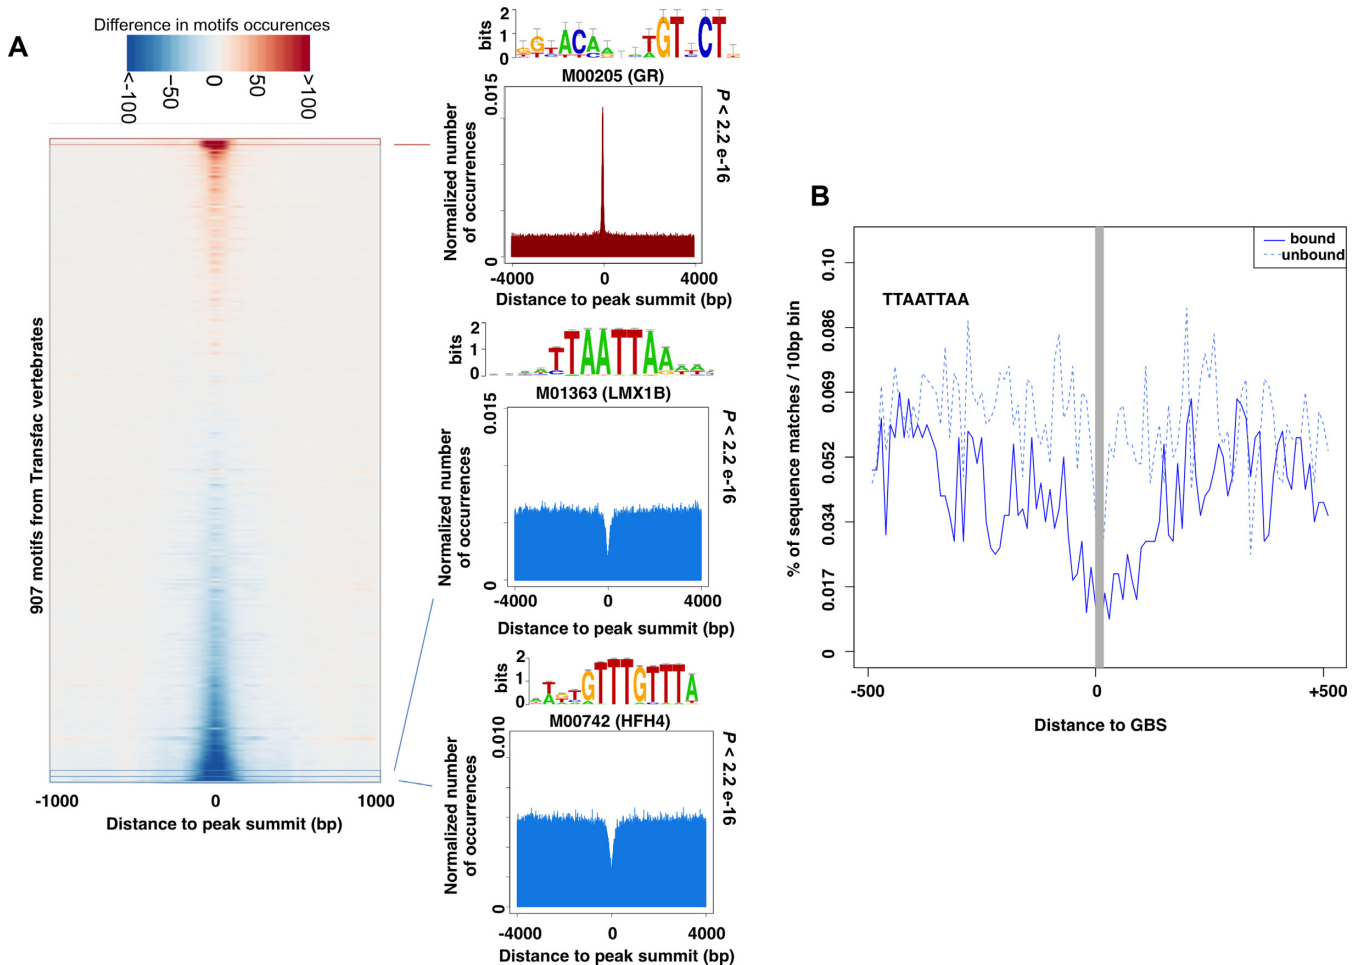 A
Difference in motifs occurences
<-100
-50
0
50
>100
907 motifs from Transfac vertebrates
-1000
0
1000
Distance to peak summit (bp)
bits
2
1
0
M00205 (GR)
Normalized number
of occurrences
0.015
0
P < 2.2 e-16
-4000
0
4000
Distance to peak summit (bp)
bits
2
1
0
TTAATTAA
M01363 (LMX1B)
Normalized number
of occurrences
0.015
0
P < 2.2 e-16
-4000
0
4000
Distance to peak summit (bp)
bits
2
1
0
GTTTGTTTA
M00742 (HFH4)
Normalized number
of occurrences
0.010
0
P < 2.2 e-16
-4000
0
4000
Distance to peak summit (bp)
B
bound
unbound
TTAATTAA
% of sequence matches / 10bp bin
0.10
0.086
0.069
0.052
0.034
0.017
0
-500
0
+500
Distance to GBS